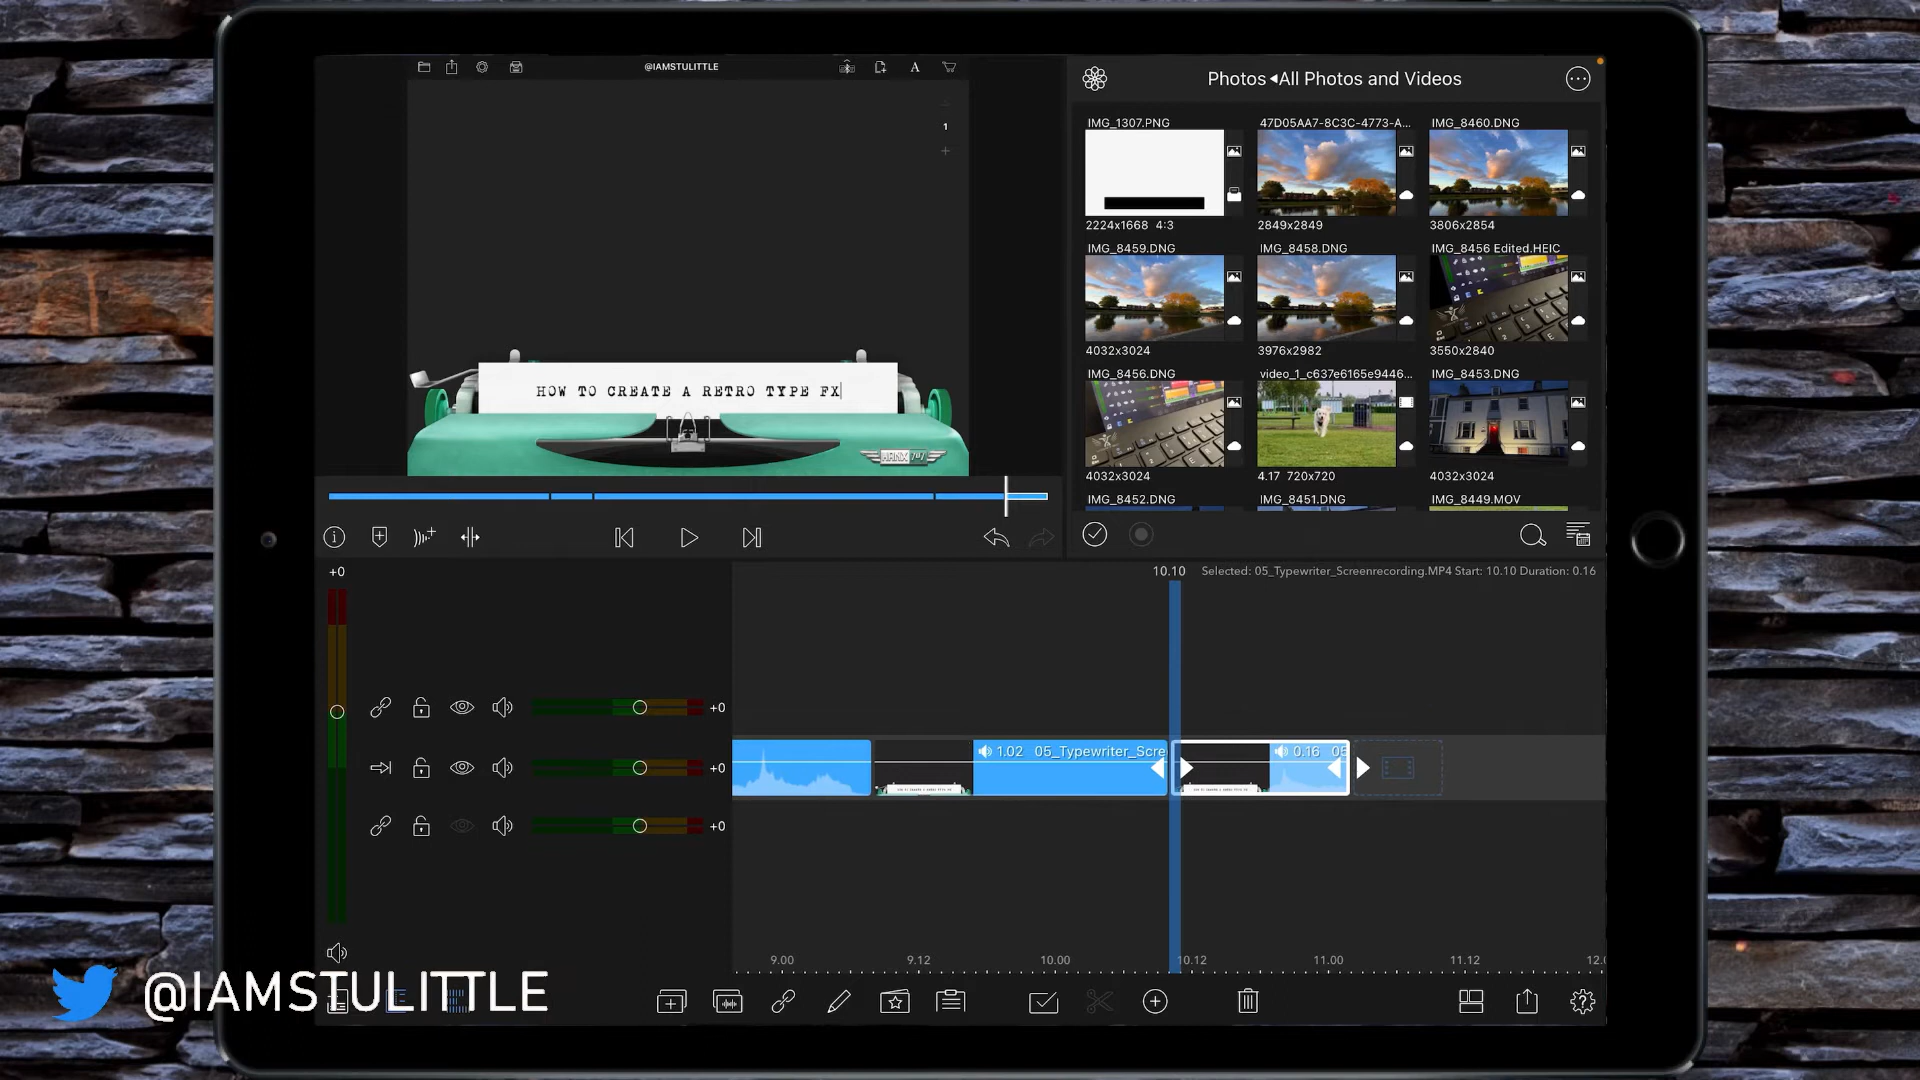 @IAMSTULITTLE
1
HOW TO CREATE A RETRO TYPE FX
HANX 707
Photos ◂All Photos and Videos
IMG_1307.PNG
47D05AA7-8C3C-4773-A...
IMG_8460.DNG
2224x1668 4:3
2849x2849
3806x2854
IMG_8459.DNG
IMG_8458.DNG
IMG_8456 Edited.HEIC
4032x3024
3976x2982
3550x2840
IMG_8456.DNG
video_1_c637e6165e9446...
IMG_8453.DNG
4032x3024
4.17 720x720
4032x3024
IMG_8452.DNG
IMG_8451.DNG
IMG_8449.MOV
+0
10.10
Selected: 05_Typewriter_Screenrecording.MP4 Start: 10.10 Duration: 0.16
+0
1.02 05_Typewriter_Scre
0.16 05
+0
+0
9.00
9.12
10.00
10.12
11.00
11.12
12.0
@IAMSTULITTLE